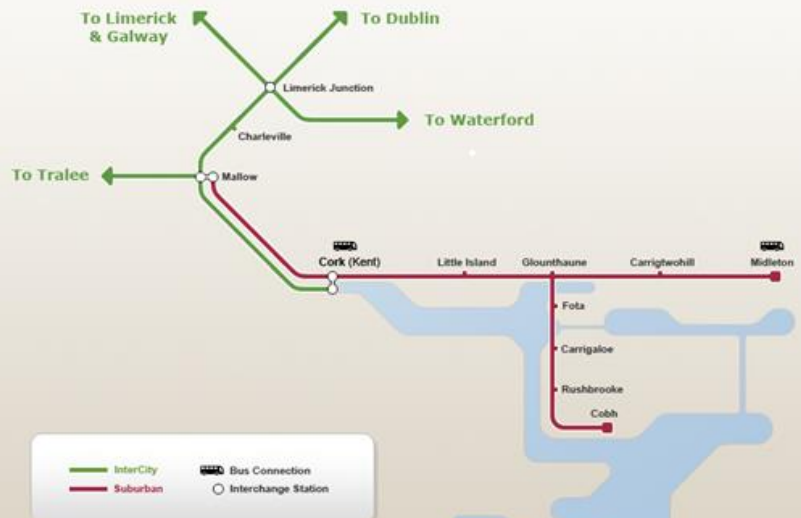 To Limerick
& Galway
To Dublin
Limerick Junction
To Waterford
Charleville
To Tralee
Mallow
Cork (Kent)
Little Island
Glounthaune
Carrigtwohill
Midleton
Fota
Carrigaloe
Rushbrooke
Cobh
InterCity
Bus Connection
Suburban
Interchange Station